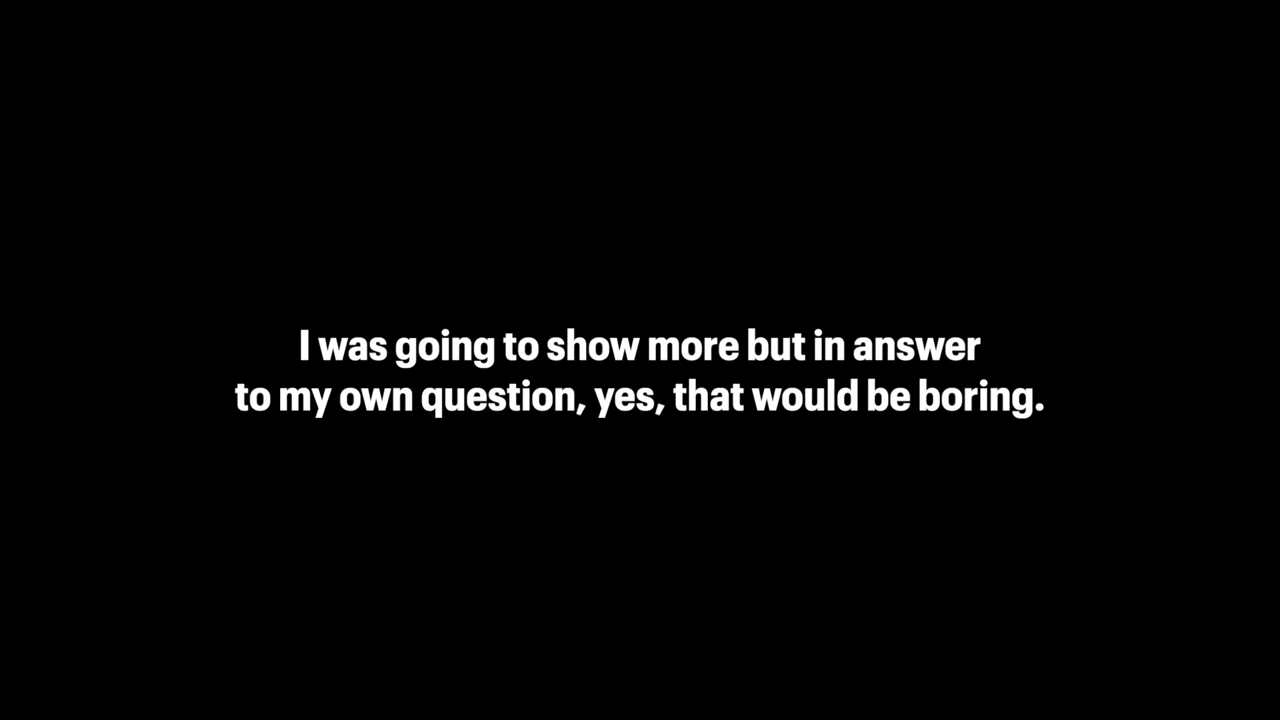 I was going to show more but in answer
to my own question, yes, that would be boring.